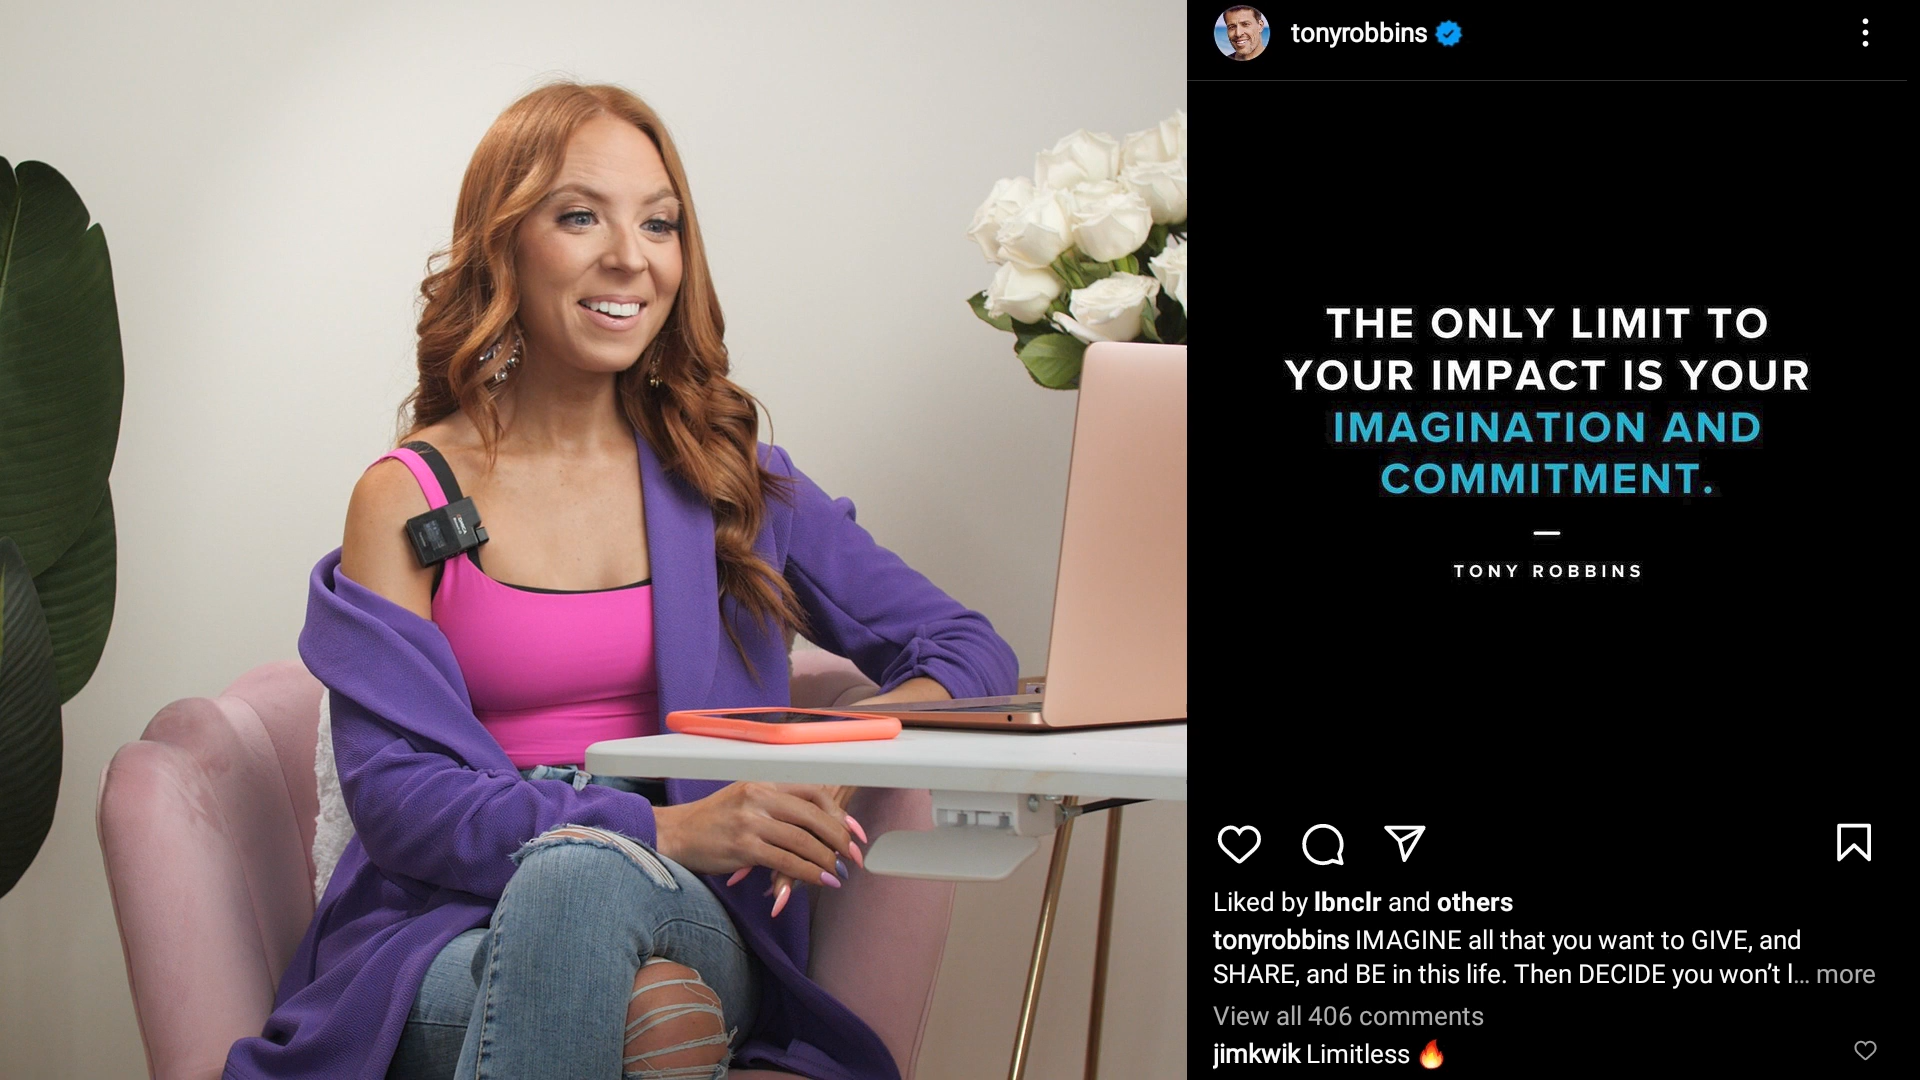 tonyrobbins
THE ONLY LIMIT TO
YOUR IMPACT IS YOUR
IMAGINATION AND
COMMITMENT.
TONY ROBBINS
Liked by lbnclr and others
tonyrobbins IMAGINE all that you want to GIVE, and
SHARE, and BE in this life. Then DECIDE you won’t l... more
View all 406 comments
jimkwik Limitless 🔥